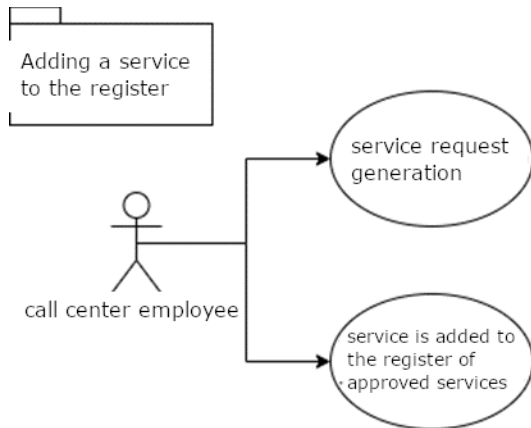 Adding a service
to the register
service request
generation
call center employee
service is added to
the register of
approved services